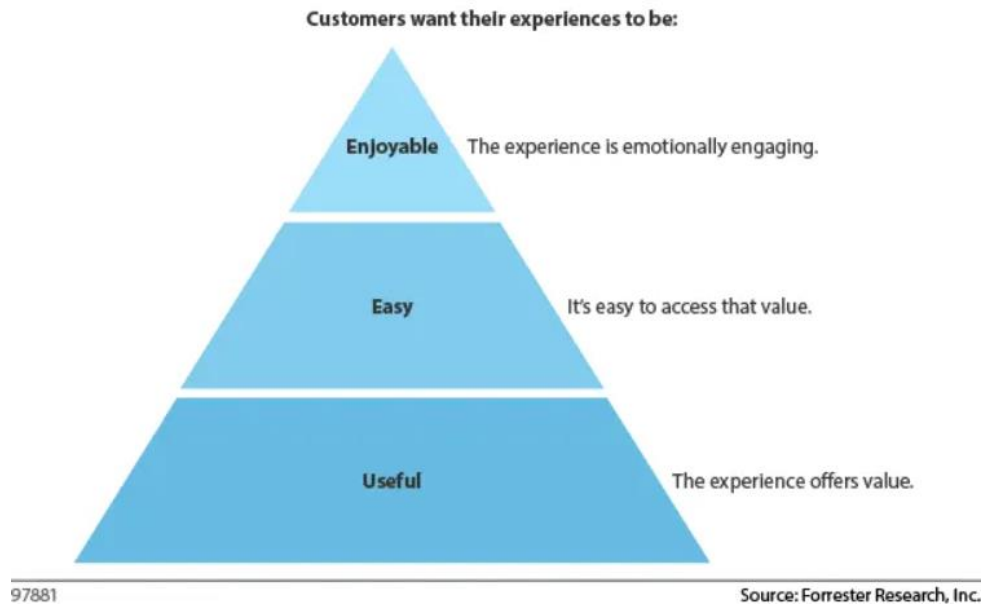 Customers want their experiences to be:
Enjoyable The experience is emotionally engaging.
Easy It's easy to access that value.
Useful The experience offers value.
97881 Source: Forrester Research, Inc.